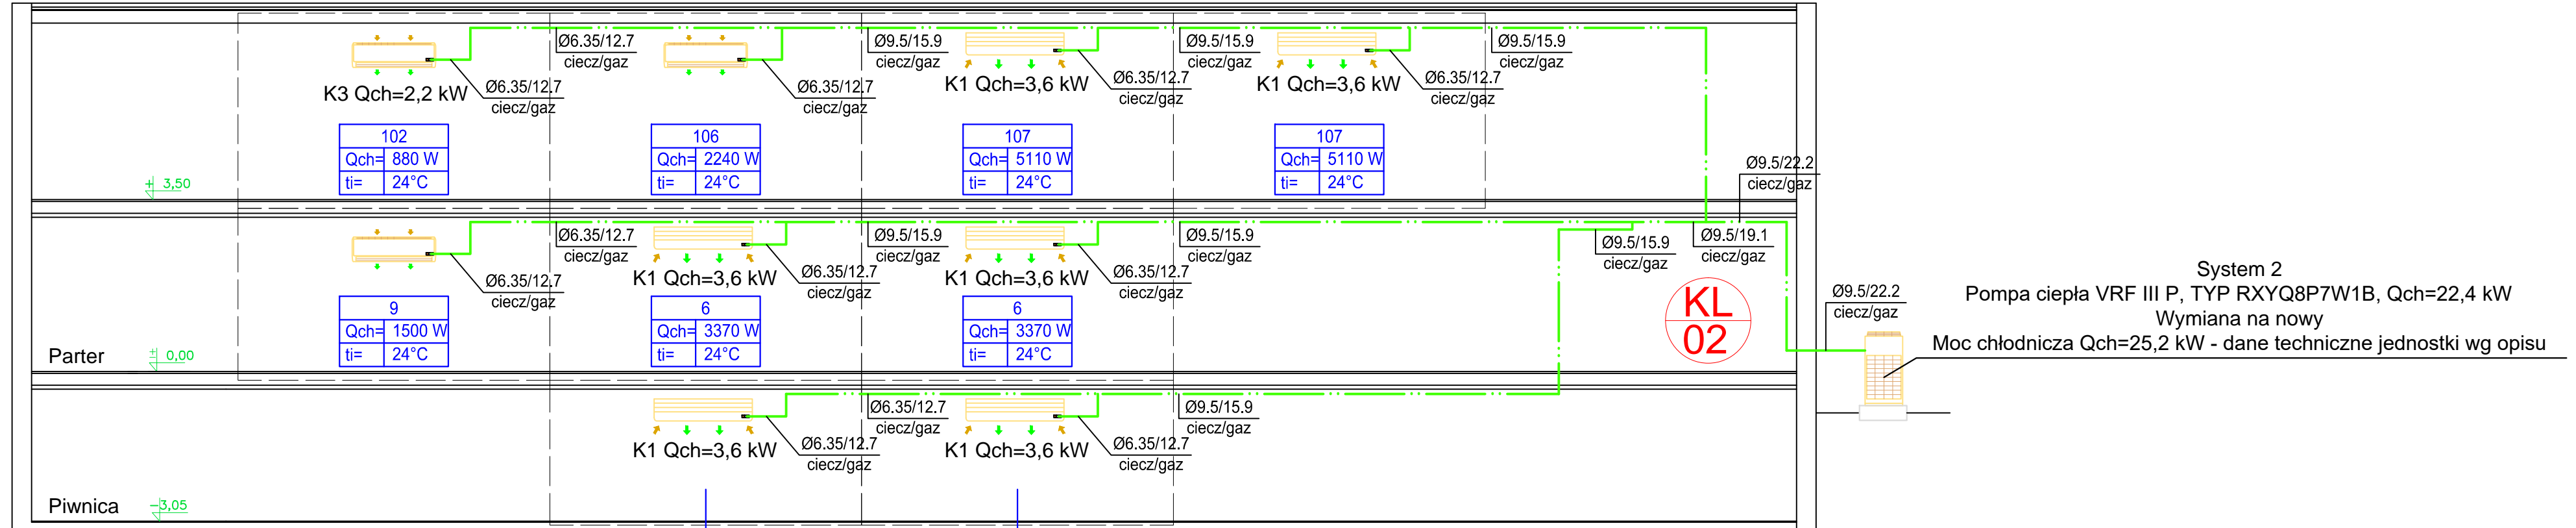 Ø6.35/12.7
ciecz/gaz
Ø9.5/15.9
ciecz/gaz
Ø9.5/15.9
ciecz/gaz
Ø9.5/15.9
ciecz/gaz
K3 Qch=2,2 kW
Ø6.35/12.7
ciecz/gaz
Ø6.35/12.7
ciecz/gaz
K1 Qch=3,6 kW
Ø6.35/12.7
ciecz/gaz
K1 Qch=3,6 kW
Ø6.35/12.7
ciecz/gaz
102
Qch= 880 W
ti= 24°C
106
Qch= 2240 W
ti= 24°C
107
Qch= 5110 W
ti= 24°C
107
Qch= 5110 W
ti= 24°C
± 3,50
Ø9.5/22.2
ciecz/gaz
Ø6.35/12.7
ciecz/gaz
Ø9.5/15.9
ciecz/gaz
Ø9.5/15.9
ciecz/gaz
Ø9.5/15.9
ciecz/gaz
Ø9.5/19.1
ciecz/gaz
Ø6.35/12.7
ciecz/gaz
K1 Qch=3,6 kW
Ø6.35/12.7
ciecz/gaz
K1 Qch=3,6 kW
Ø6.35/12.7
ciecz/gaz
9
Qch= 1500 W
ti= 24°C
6
Qch= 3370 W
ti= 24°C
6
Qch= 3370 W
ti= 24°C
KL
02
Ø9.5/22.2
ciecz/gaz
System 2
Pompa ciepła VRF III P, TYP RXYQ8P7W1B, Qch=22,4 kW
Wymiana na nowy
Moc chłodnicza Qch=25,2 kW - dane techniczne jednostki wg opisu
Parter
± 0,00
Ø6.35/12.7
ciecz/gaz
Ø9.5/15.9
ciecz/gaz
K1 Qch=3,6 kW
Ø6.35/12.7
ciecz/gaz
K1 Qch=3,6 kW
Ø6.35/12.7
ciecz/gaz
Piwnica
−3,05